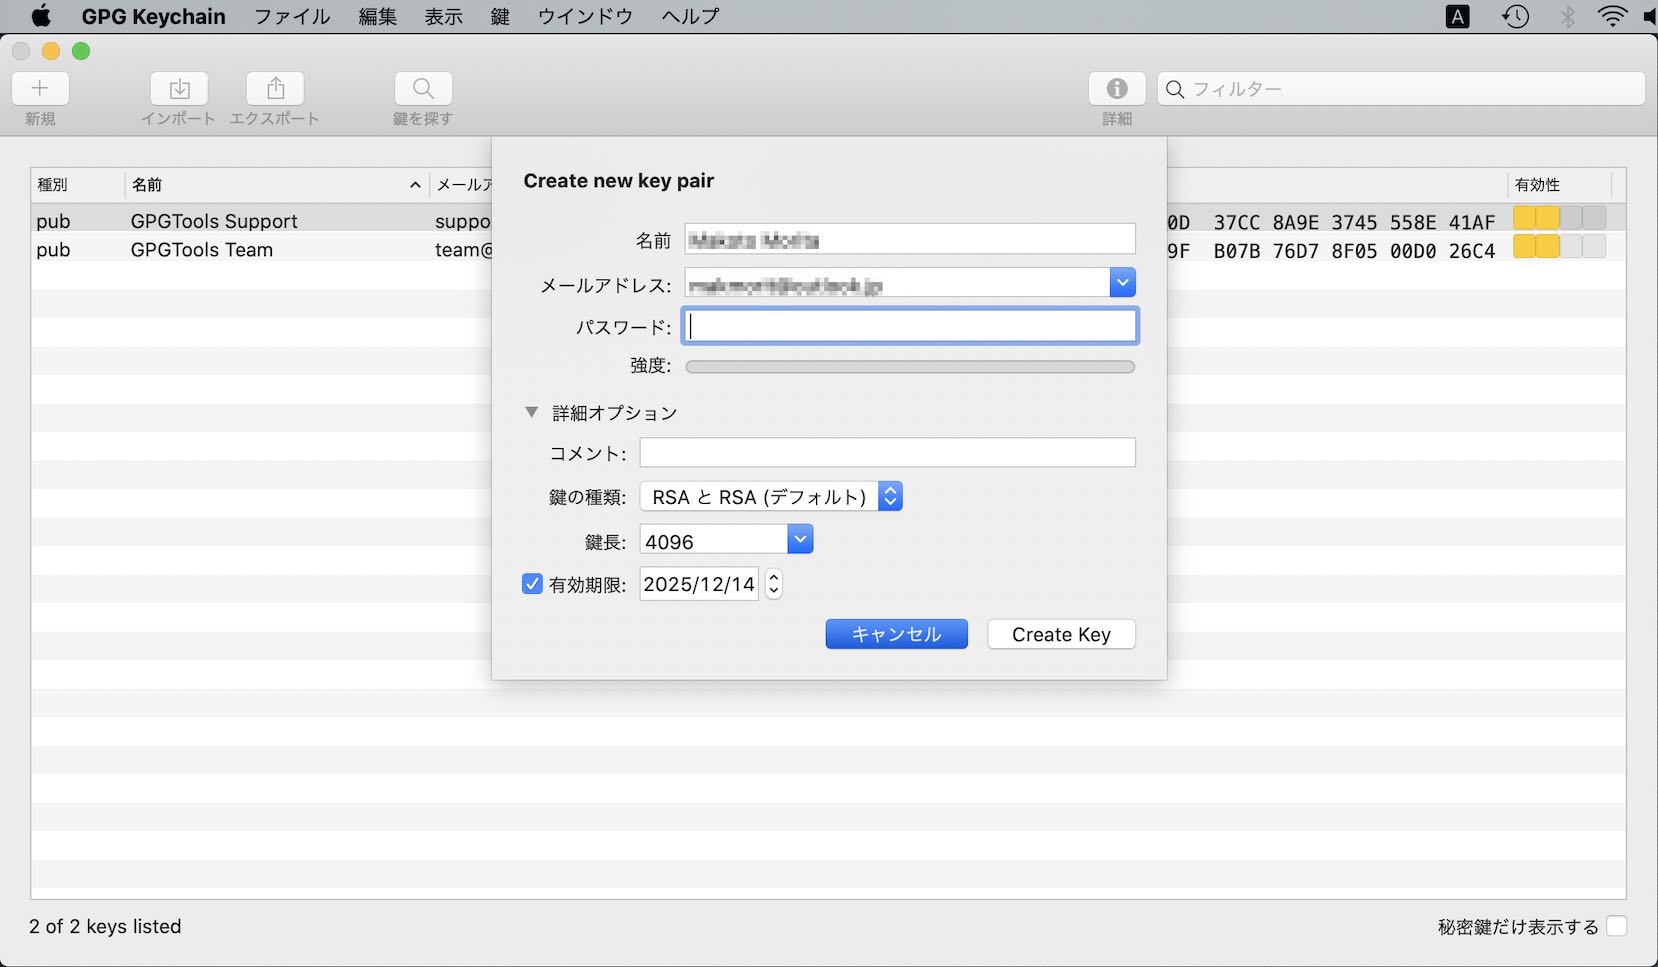 GPG Keychain ファイル 編集 表示 鍵 ウインドウ ヘルプ A
新規 インポート エクスポート 鍵を探す 詳細 フィルター
種別 名前 メールア 有効性
pub GPGTools Support suppo 0D 37CC 8A9E 3745 558E 41AF
pub GPGTools Team team@ 9F B07B 76D7 8F05 00D0 26C4
Create new key pair
名前
メールアドレス:
パスワード:
強度:
詳細オプション
コメント:
鍵の種類: RSA と RSA (デフォルト)
鍵長: 4096
有効期限: 2025/12/14
キャンセル Create Key
2 of 2 keys listed 秘密鍵だけ表示する